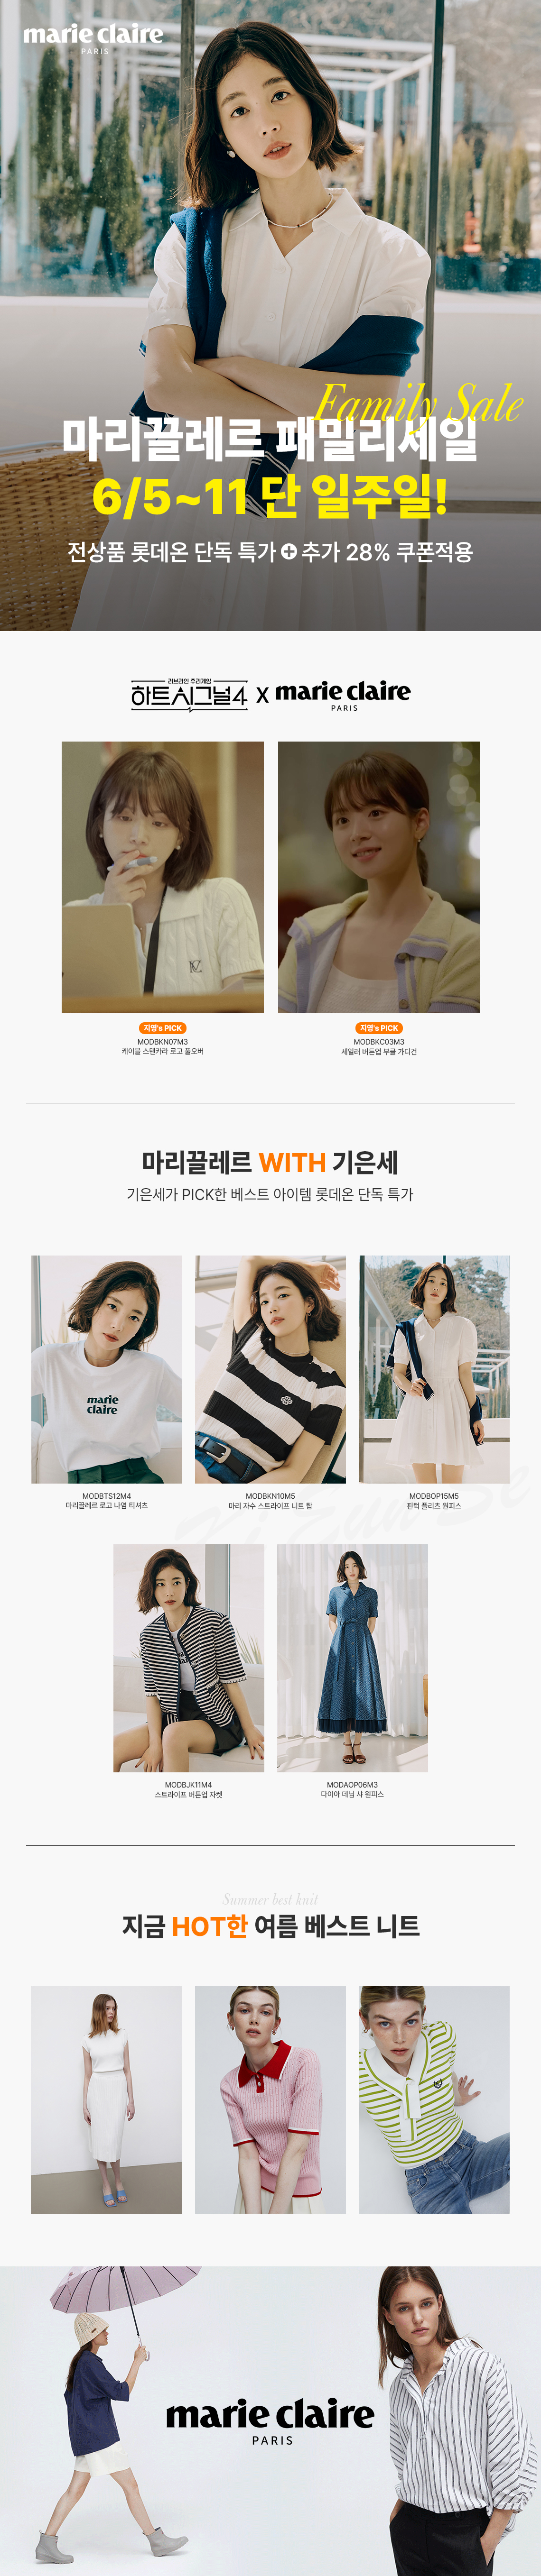 marie claire
PARIS
Family Sale
마리끌레르 패밀리세일
6/5~11 단 일주일!
전상품 롯데온 단독 특가 + 추가 28% 쿠폰적용
러브라인 추리게임
하트시그널4 X marie claire
PARIS
지영's PICK
MODBKN07M3
케이블 스탠카라 로고 풀오버
지영's PICK
MODBKC03M3
세일러 버튼업 부클 가디건
마리끌레르 WITH 기은세
기은세가 PICK한 베스트 아이템 롯데온 단독 특가
marie
claire
MODBTS12M4
마리끌레르 로고 나염 티셔츠
MODBKN10M5
마리 자수 스트라이프 니트 탑
MODBOP15M5
핀턱 플리츠 원피스
MODBJK11M4
스트라이프 버튼업 자켓
MODAOP06M3
다이아 데님 샤 원피스
Summer best knit
지금 HOT한 여름 베스트 니트
marie claire
PARIS